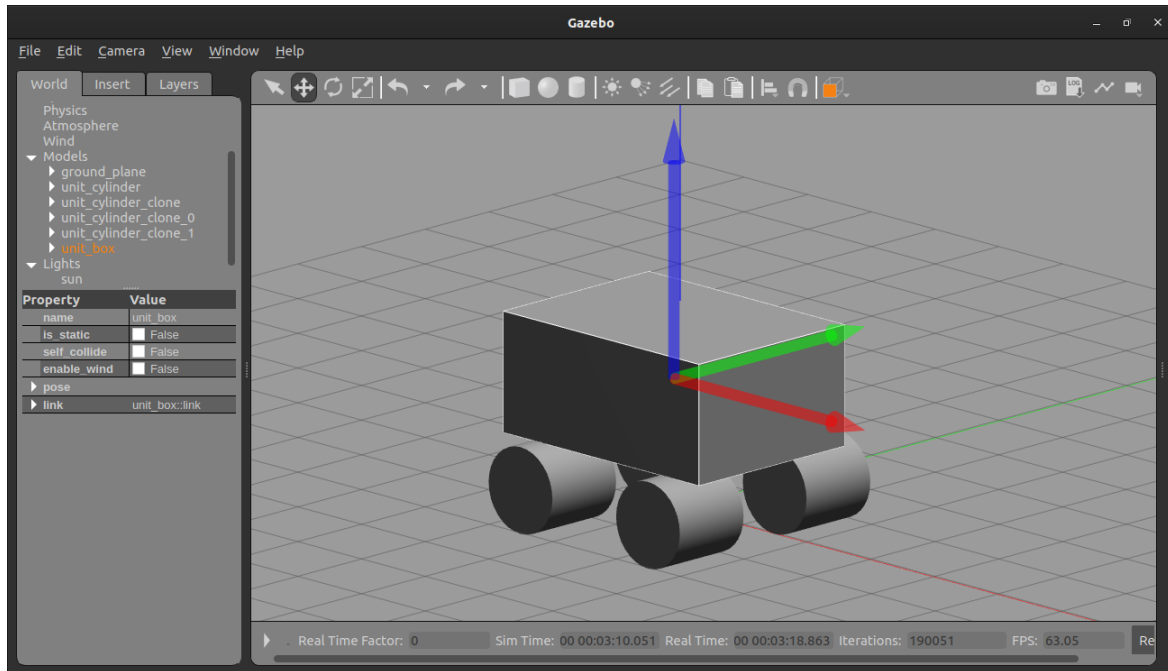 Gazebo
File Edit Camera View Window Help
World Insert Layers
Physics
Atmosphere
Wind
Models
ground_plane
unit_cylinder
unit_cylinder_clone
unit_cylinder_clone_0
unit_cylinder_clone_1
unit_box
Lights
sun
Property Value
name unit_box
is_static False
self_collide False
enable_wind False
pose
link unit_box::link
LOG
Real Time Factor: 0 Sim Time: 00 00:03:10.051 Real Time: 00 00:03:18.863 Iterations: 190051 FPS: 63.05 Re